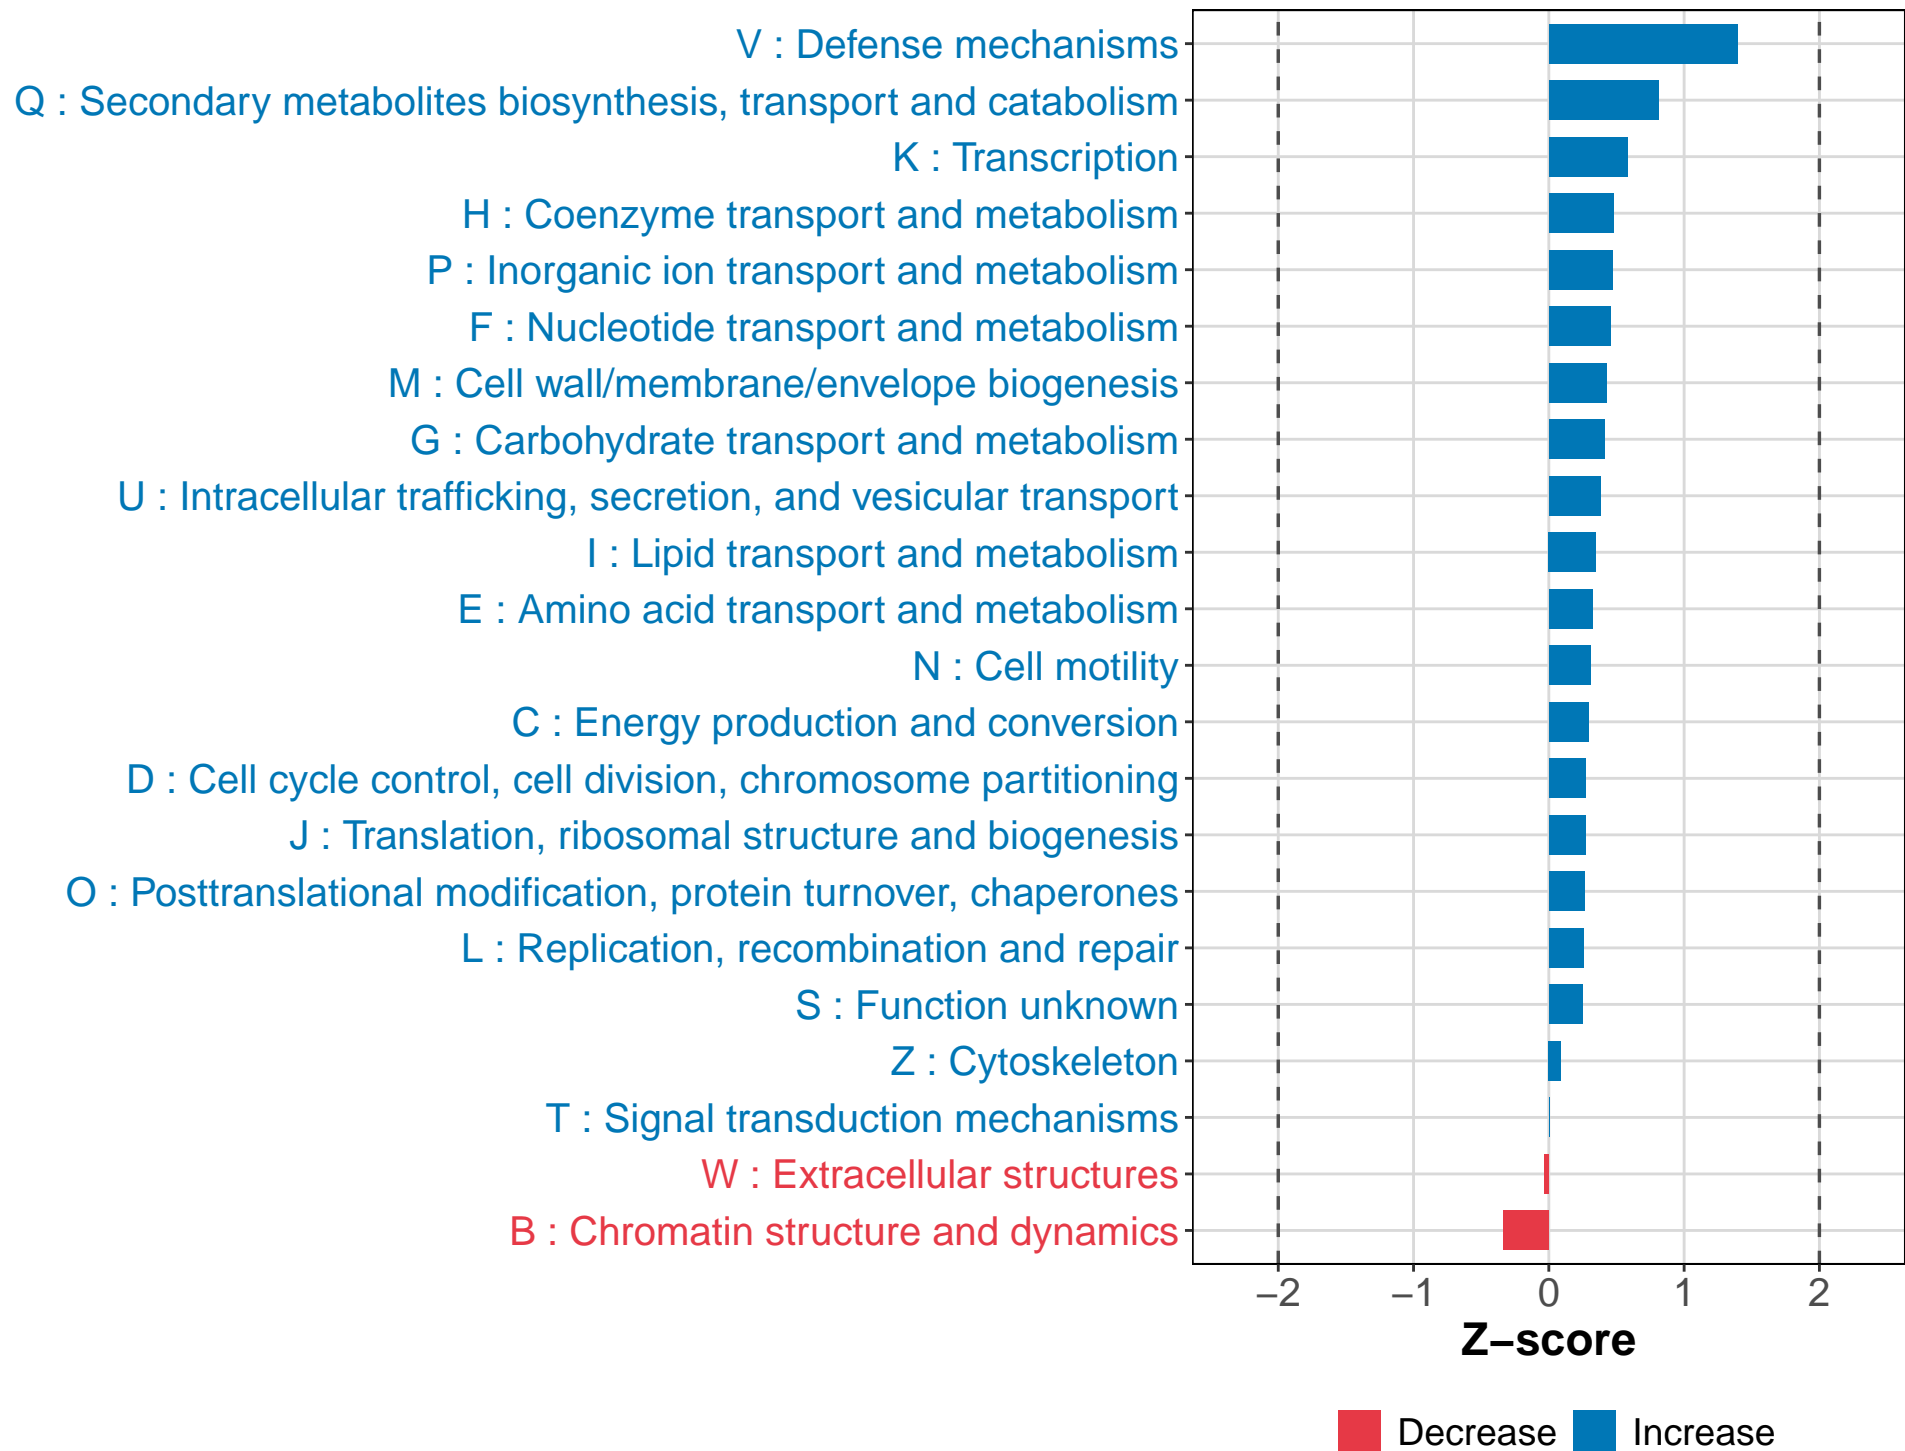 V : Defense mechanisms
Q : Secondary metabolites biosynthesis, transport and catabolism
K : Transcription
H : Coenzyme transport and metabolism
P : Inorganic ion transport and metabolism
F : Nucleotide transport and metabolism
M : Cell wall/membrane/envelope biogenesis
G : Carbohydrate transport and metabolism
U : Intracellular trafficking, secretion, and vesicular transport
I : Lipid transport and metabolism
E : Amino acid transport and metabolism
N : Cell motility
C : Energy production and conversion
D : Cell cycle control, cell division, chromosome partitioning
J : Translation, ribosomal structure and biogenesis
O : Posttranslational modification, protein turnover, chaperones
L : Replication, recombination and repair
S : Function unknown
Z : Cytoskeleton
T : Signal transduction mechanisms
W : Extracellular structures
B : Chromatin structure and dynamics
−2 −1 0 1 2
Z−score
Decrease Increase